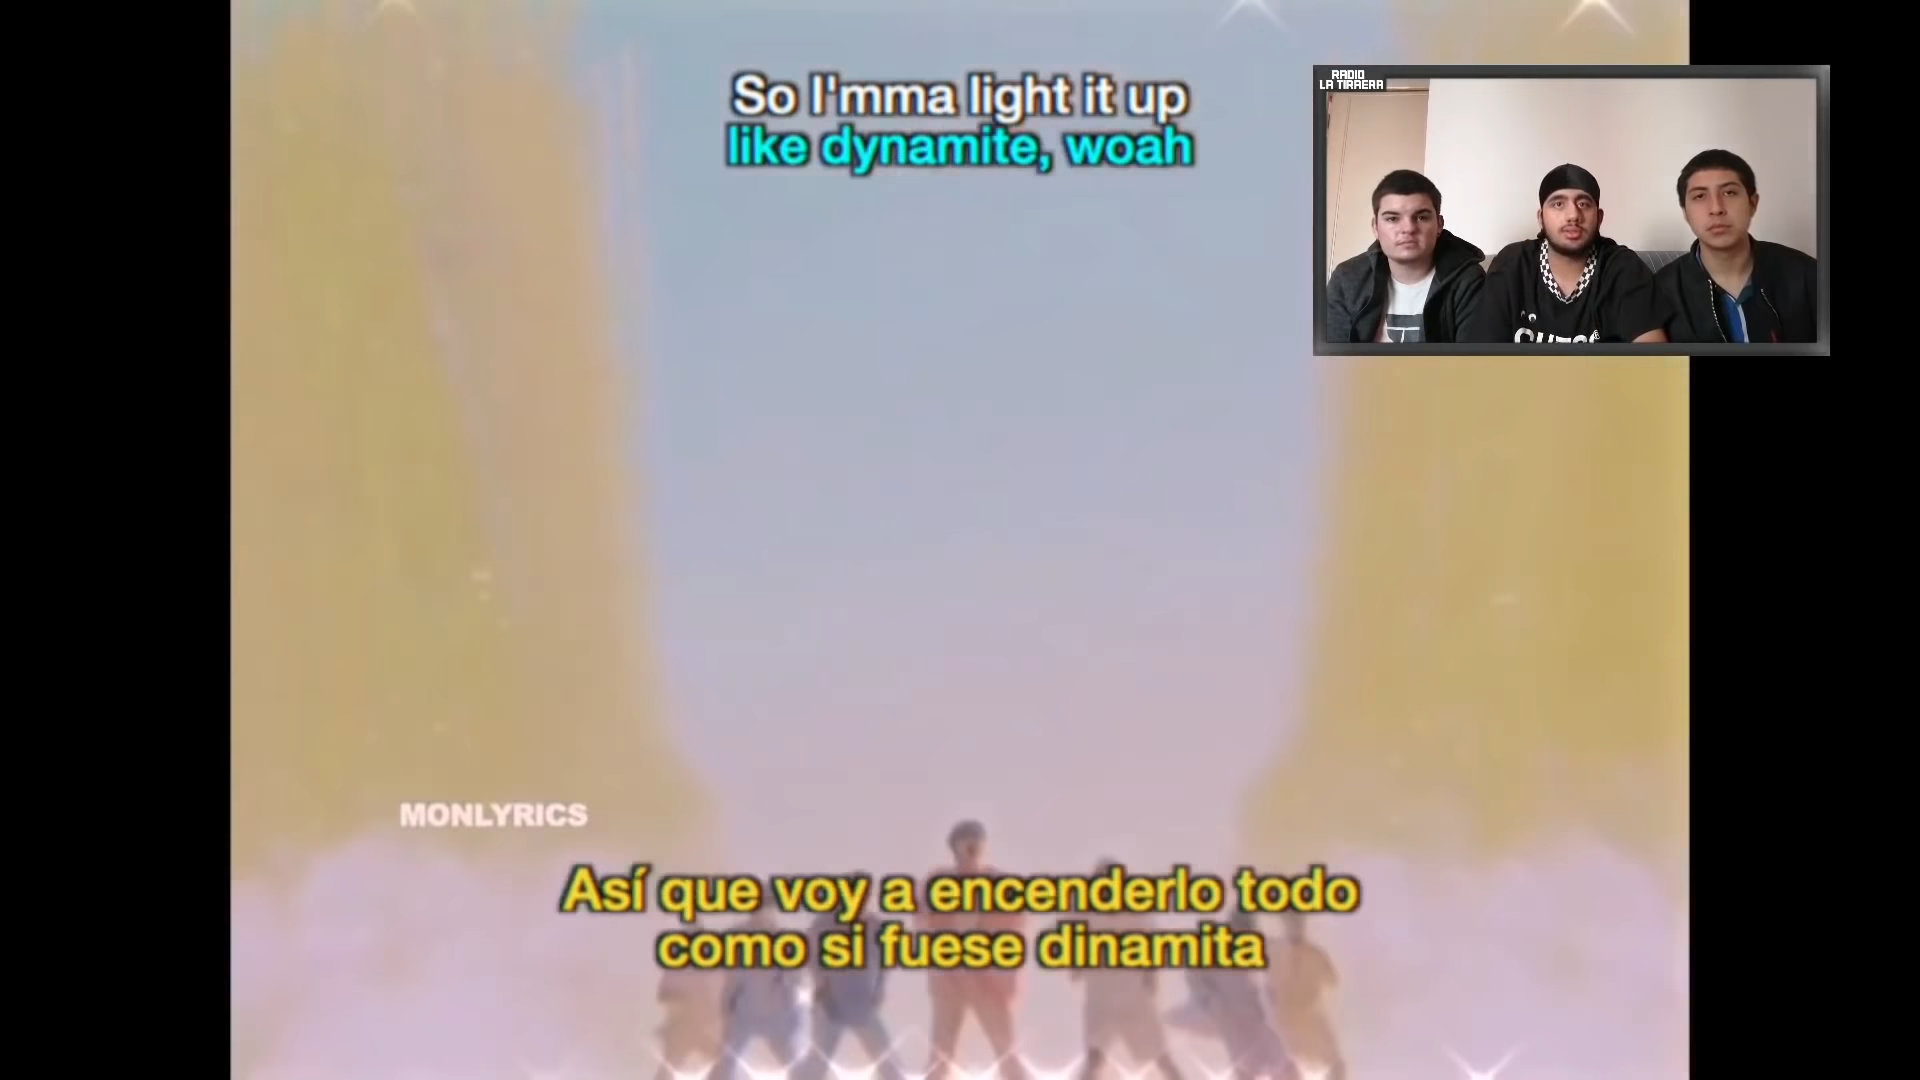 So I'mma light it up
like dynamite, woah
RADIO
LA TIRAERA
MONLYRICS
Así que voy a encenderlo todo
como si fuese dinamita